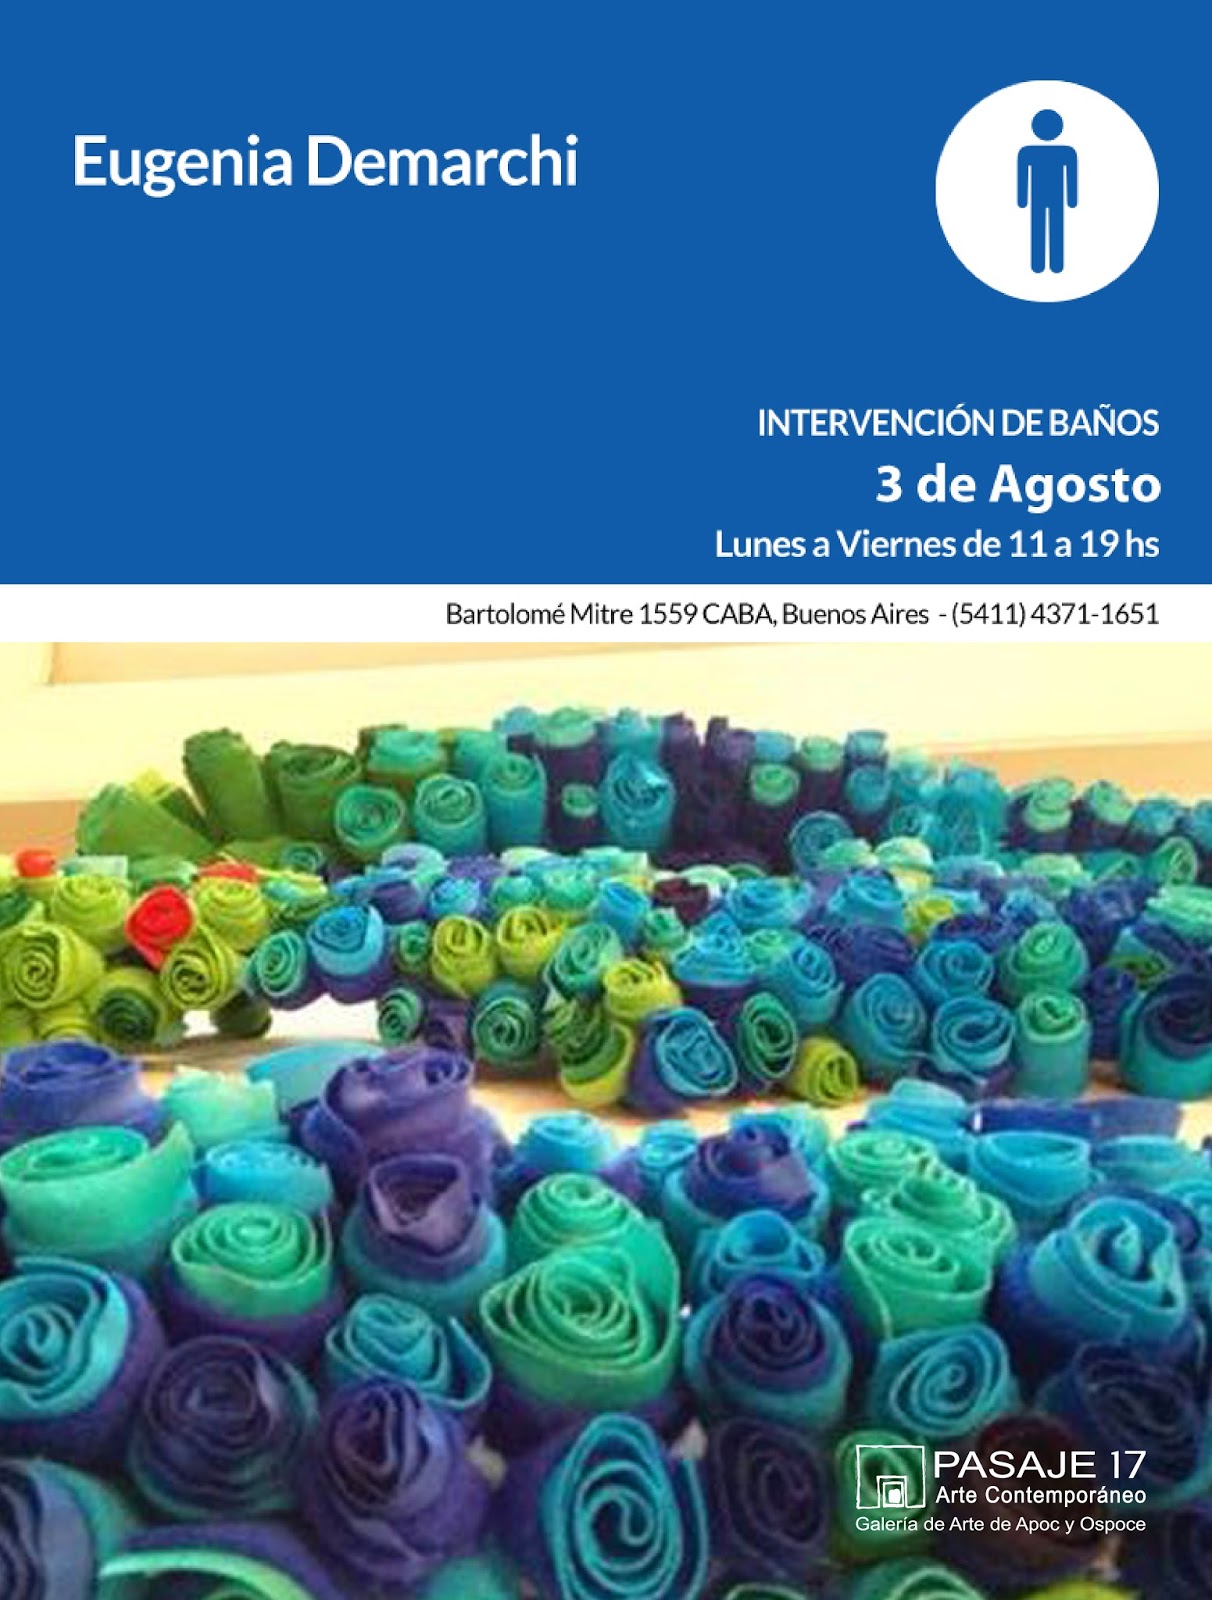 Eugenia Demarchi
INTERVENCIÓN DE BAÑOS
3 de Agosto
Lunes a Viernes de 11 a 19 hs
Bartolomé Mitre 1559 CABA, Buenos Aires - (5411) 4371-1651
PASAJE 17
Arte Contemporáneo
Galería de Arte de Apoc y Ospoce